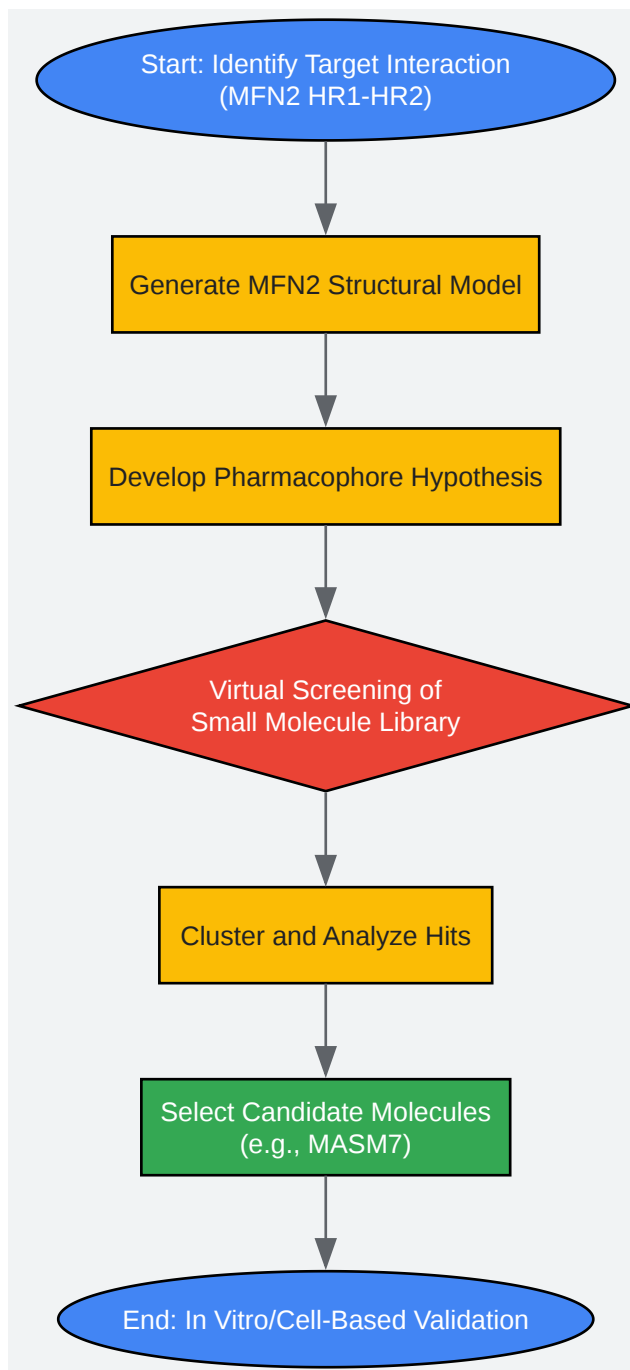 Start: Identify Target Interaction
(MFN2 HR1-HR2)
Generate MFN2 Structural Model
Develop Pharmacophore Hypothesis
Virtual Screening of
Small Molecule Library
Cluster and Analyze Hits
Select Candidate Molecules
(e.g., MASM7)
End: In Vitro/Cell-Based Validation